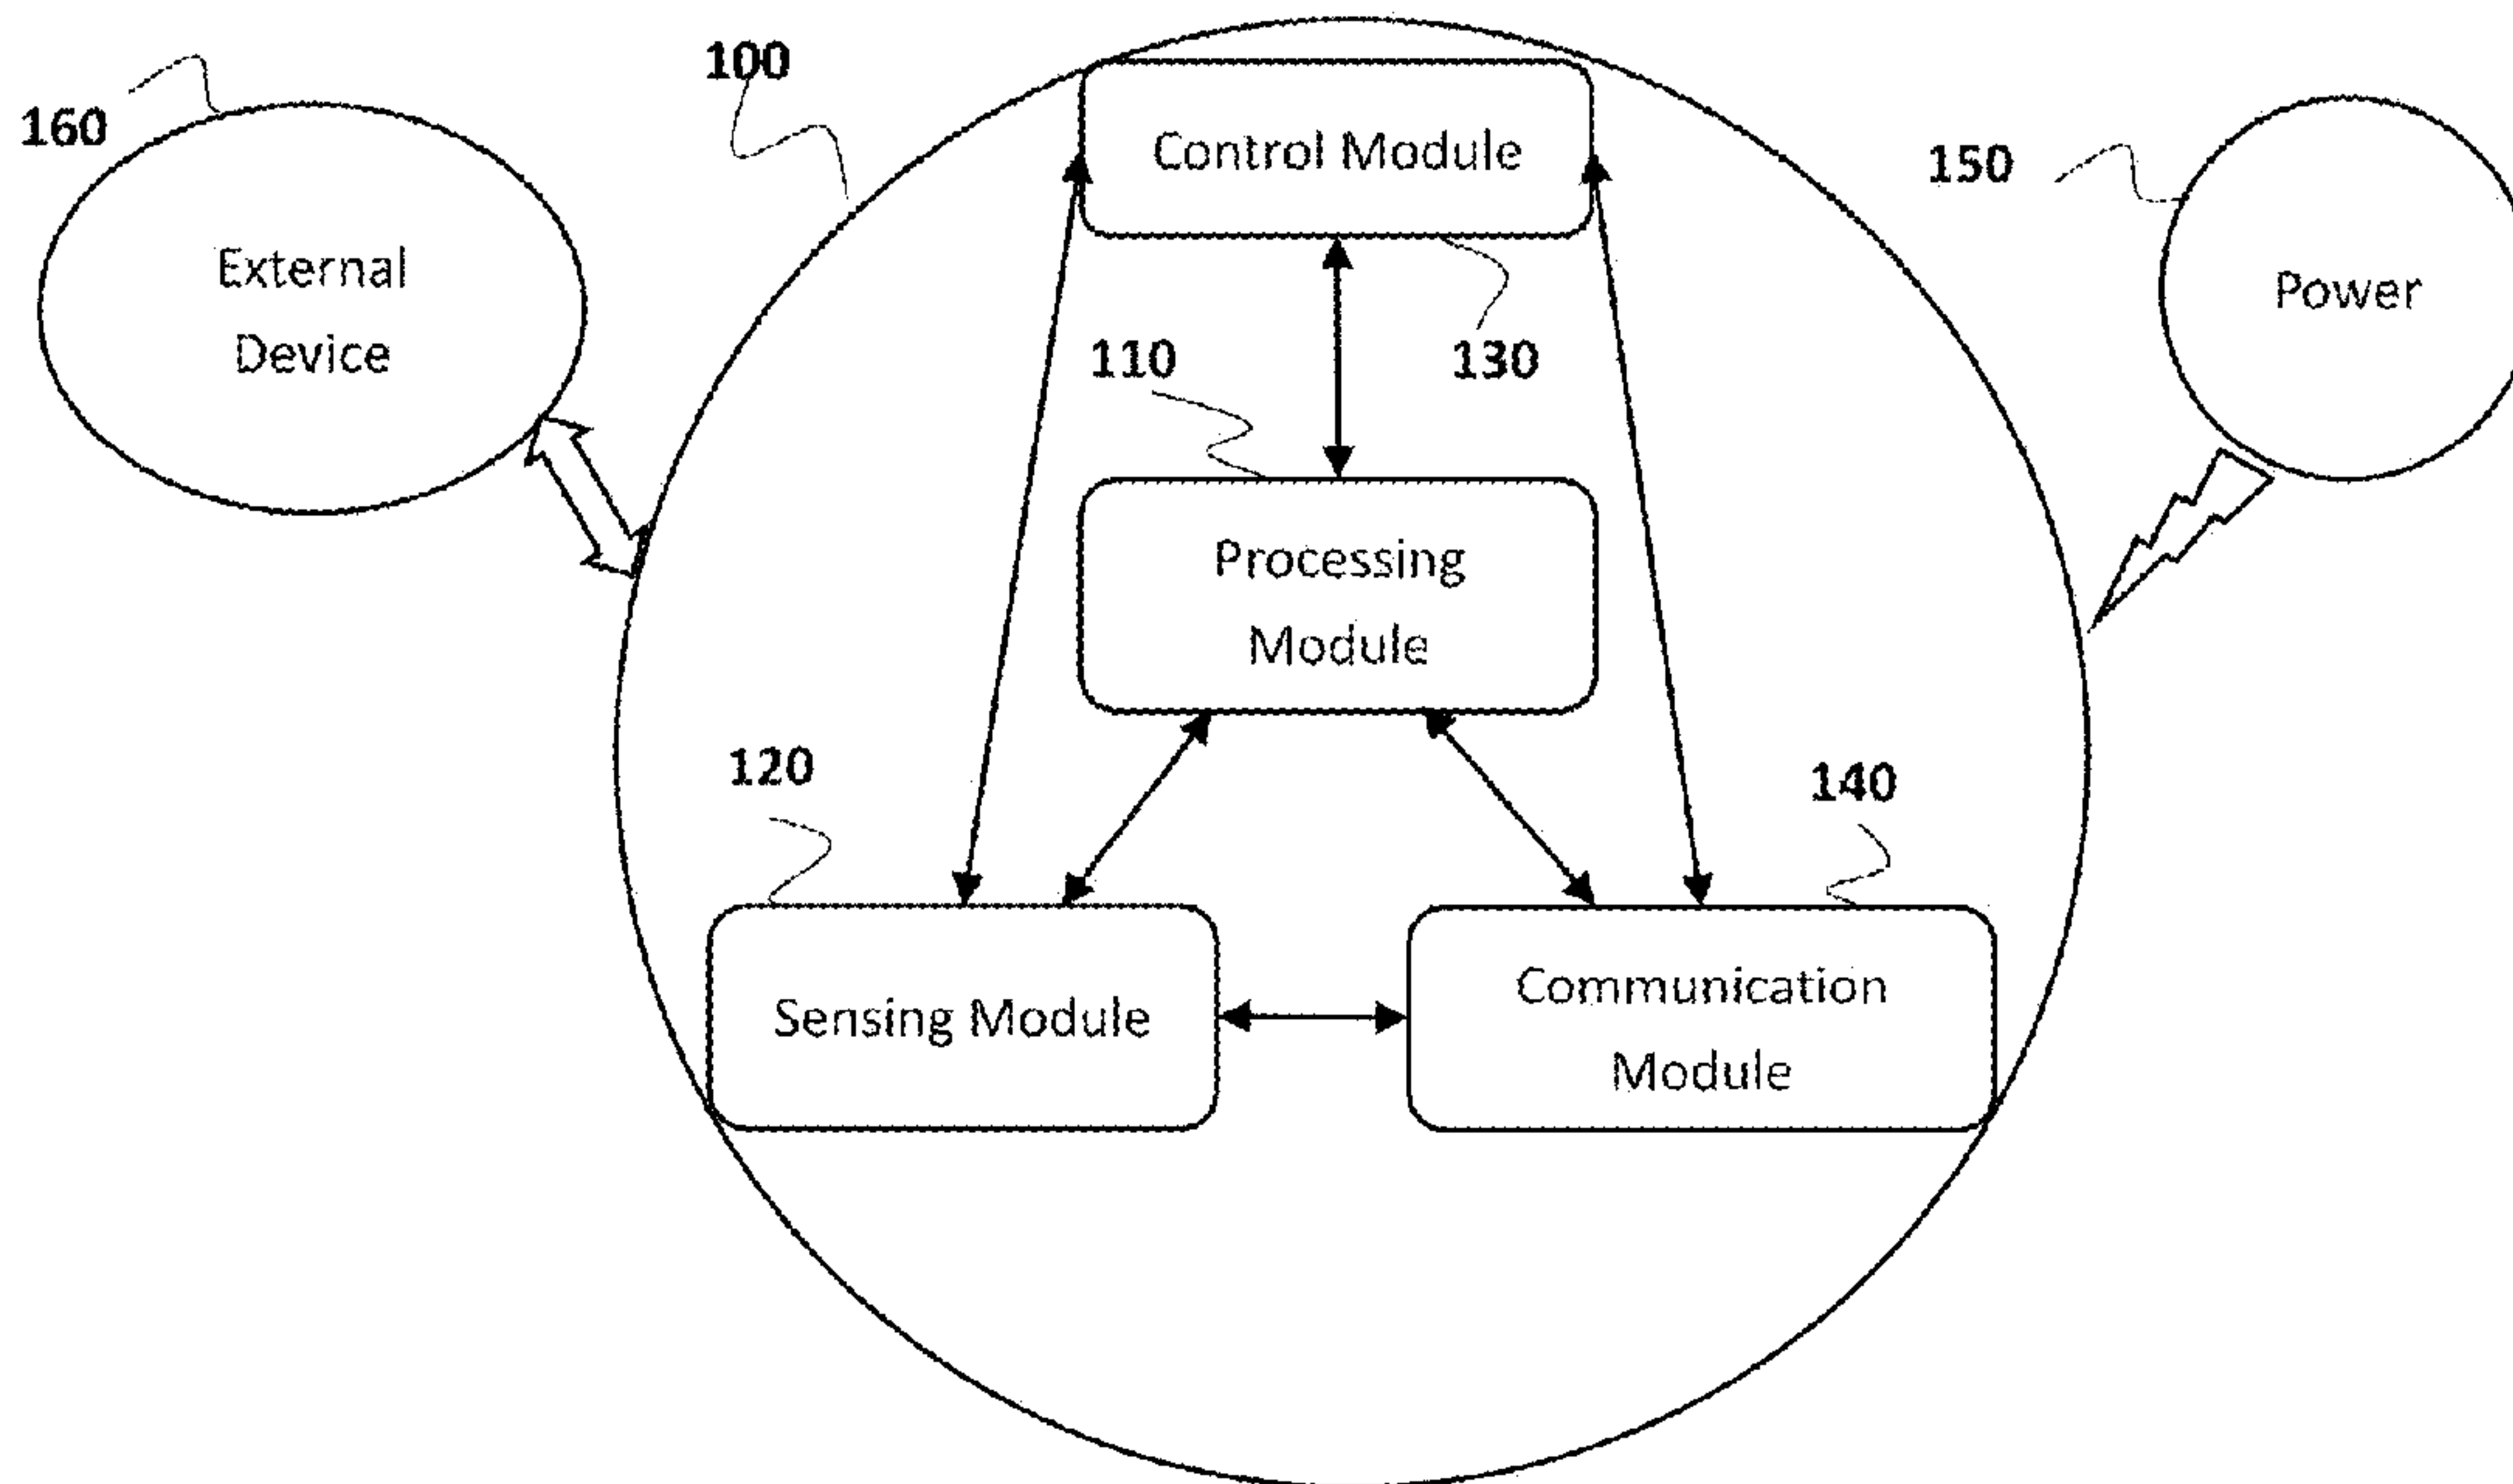 100
160
Control Module
150
External
Device
Power
110
130
Processing
Module
120
140
Sensing Module
Communication
Module